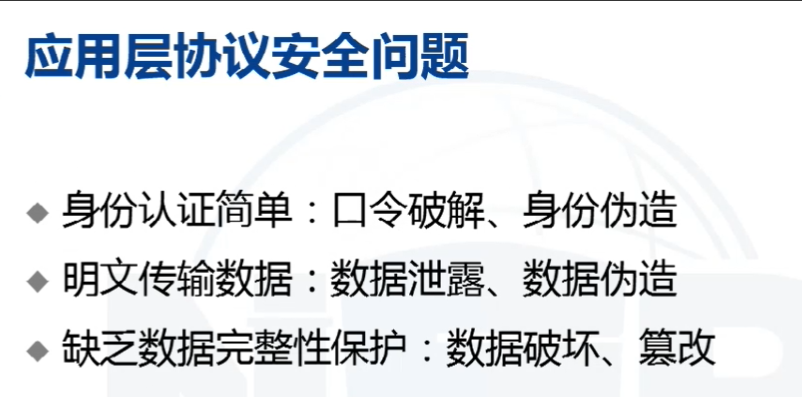 应用层协议安全问题
◆ 身份认证简单：口令破解、身份伪造
◆ 明文传输数据：数据泄露、数据伪造
◆ 缺乏数据完整性保护：数据破坏、篡改